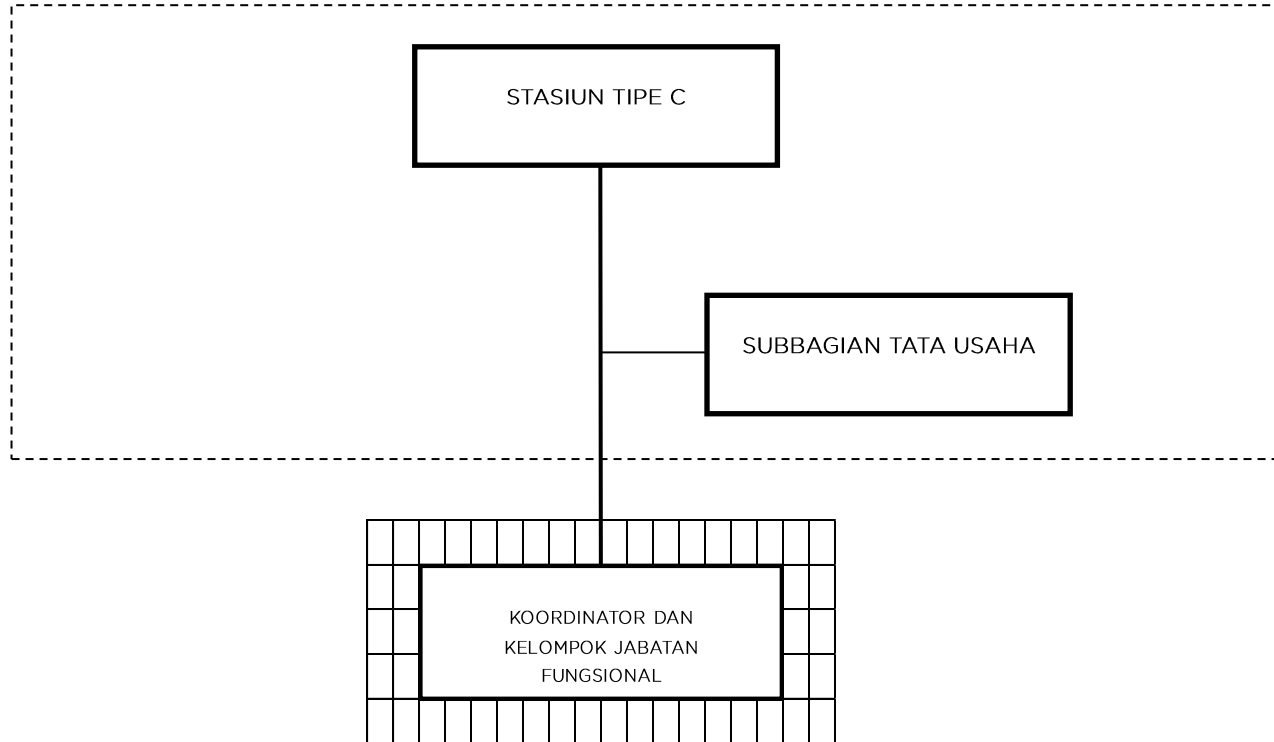 STASIUN TIPE C
SUBBAGIAN TATA USAHA
KOORDINATOR DAN
KELOMPOK JABATAN
FUNGSIONAL